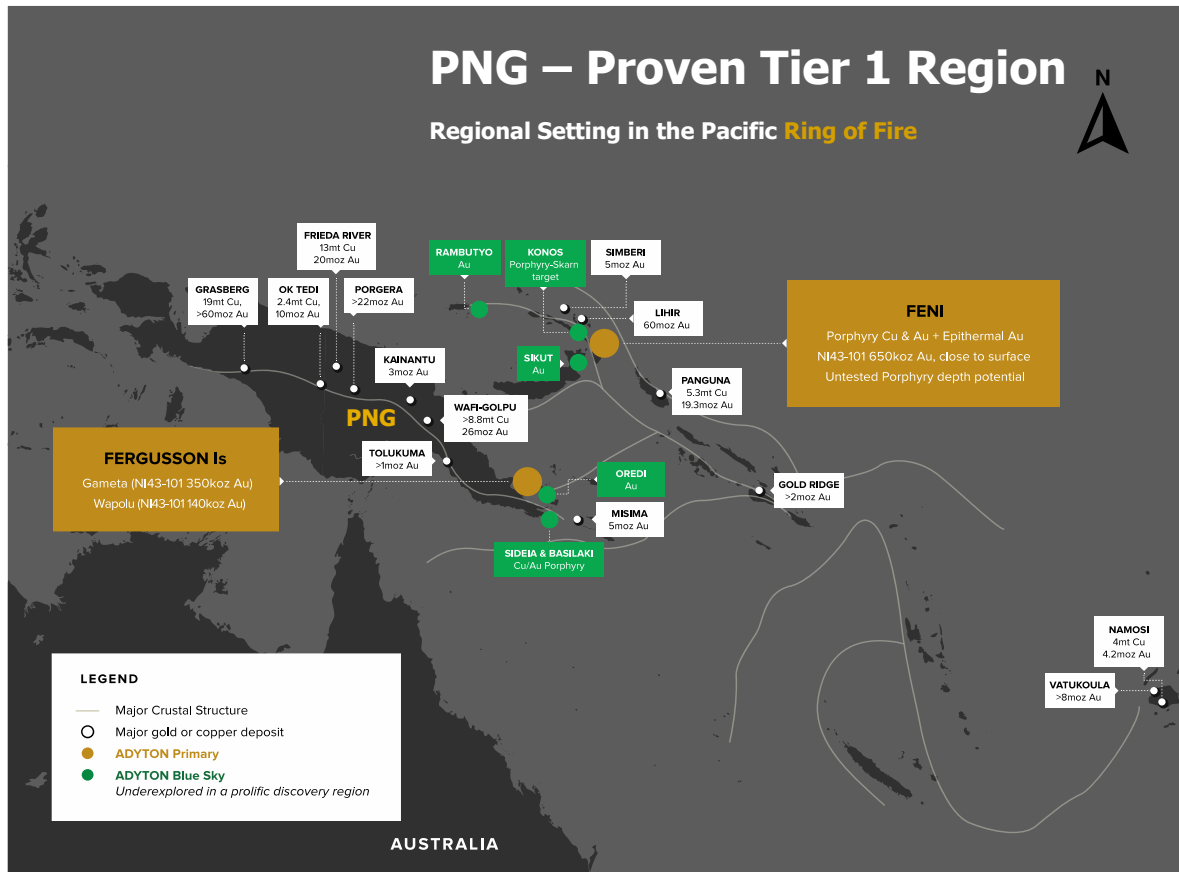 PNG – Proven Tier 1 Region
N
Regional Setting in the Pacific Ring of Fire
FRIEDA RIVER
13mt Cu
20moz Au
RAMBUTYO
Au
KONOS
Porphyry-Skarn
target
SIMBERI
5moz Au
GRASBERG
19mt Cu,
>60moz Au
OK TEDI
2.4mt Cu,
10moz Au
PORGERA
>22moz Au
LIHIR
60moz Au
FENI
Porphyry Cu & Au + Epithermal Au
NI43-101 650koz Au, close to surface
Untested Porphyry depth potential
KAINANTU
3moz Au
SIKUT
Au
PANGUNA
5.3mt Cu
19.3moz Au
WAFI-GOLPU
>8.8mt Cu
26moz Au
PNG
TOLUKUMA
>1moz Au
FERGUSSON Is
Gameta (NI43-101 350koz Au)
Wapolu (NI43-101 140koz Au)
OREDI
Au
GOLD RIDGE
>2moz Au
MISIMA
5moz Au
SIDEIA & BASILAKI
Cu/Au Porphyry
NAMOSI
4mt Cu
4.2moz Au
VATUKOULA
>8moz Au
LEGEND
Major Crustal Structure
Major gold or copper deposit
ADYTON Primary
ADYTON Blue Sky
Underexplored in a prolific discovery region
AUSTRALIA